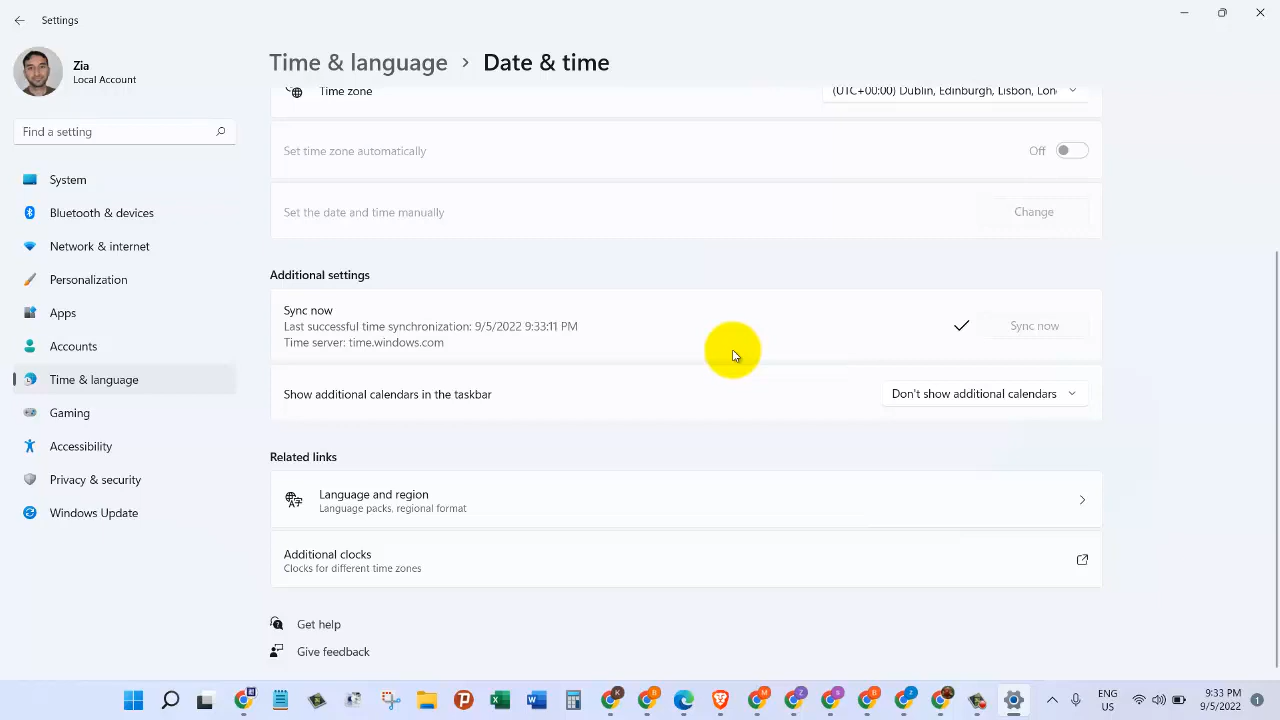 Settings
Zia
Local Account
Find a setting
System
Bluetooth & devices
Network & internet
Personalization
Apps
Accounts
Time & language
Gaming
Accessibility
Privacy & security
Windows Update
Time & language > Date & time
Time zone
(UTC+00:00) Dublin, Edinburgh, Lisbon, Lon
Set time zone automatically
Off
Set the date and time manually
Change
Additional settings
Sync now
Last successful time synchronization: 9/5/2022 9:33:11 PM
Time server: time.windows.com
Sync now
Show additional calendars in the taskbar
Don't show additional calendars
Related links
Language and region
Language packs, regional format
Additional clocks
Clocks for different time zones
Get help
Give feedback
ENG
US
9:33 PM
9/5/2022
1